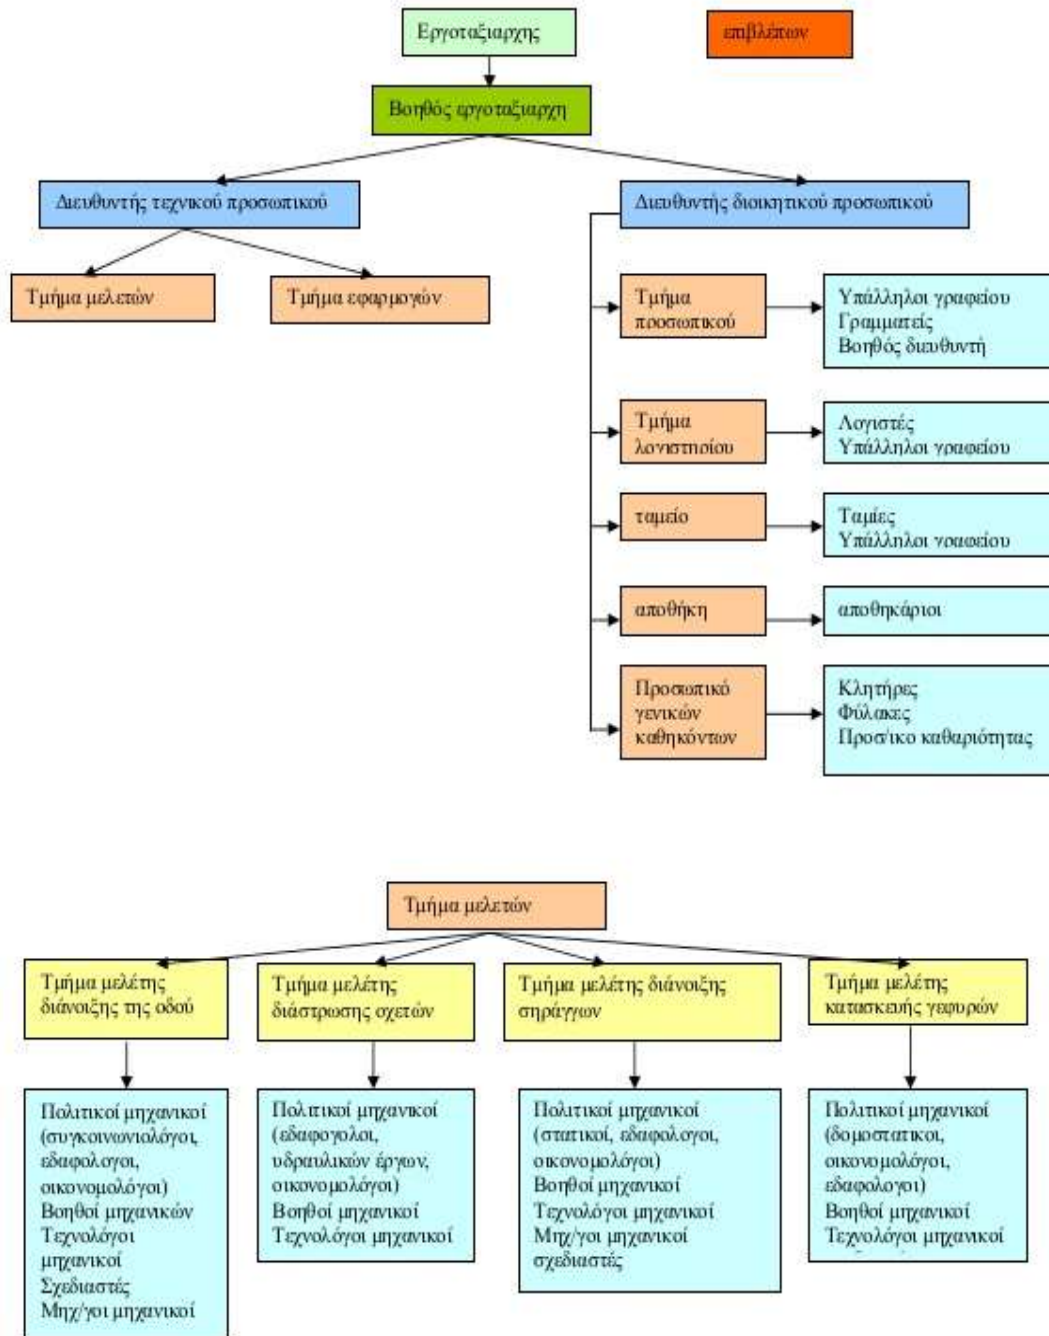 Εργοταξιαρχης
επιβλέπων
Βοηθός εργοταξιαρχη
Διευθυντής τεχνικού προσωπικού
Διευθυντής διοικητικού προσωπικού
Τμήμα μελετών
Τμήμα εφαρμογών
Τμήμα
προσωπικού
Υπάλληλοι γραφείου
Γραμματείς
Βοηθός διευθυντή
Τμήμα
λογιστηρίου
Λογιστές
Υπάλληλοι γραφείου
ταμείο
Ταμίες
Υπάλληλοι γραφείου
αποθήκη
αποθηκάριοι
Προσωπικό
γενικών
καθηκόντων
Κλητήρες
Φύλακες
Προσ/ικο καθαριότητας
Τμήμα μελετών
Τμήμα μελέτης
διάνοιξης της οδού
Τμήμα μελέτης
διάστρωσης οχετών
Τμήμα μελέτης διάνοιξης
σηράγγων
Τμήμα μελέτης
κατασκευής γεφυρών
Πολιτικοί μηχανικοί
(συγκοινωνιολόγοι,
εδαφολογοι,
οικονομολόγοι)
Βοηθοί μηχανικών
Τεχνολόγοι
μηχανικοί
Σχεδιαστές
Μηχ/γοι μηχανικοί
Πολιτικοί μηχανικοί
(εδαφογολοι,
υδραυλικών έργων,
οικονομολόγοι)
Βοηθοί μηχανικοί
Τεχνολόγοι μηχανικοί
Πολιτικοί μηχανικοί
(στατικοί, εδαφολογοι,
οικονομολόγοι)
Βοηθοί μηχανικοί
Τεχνολόγοι μηχανικοί
Μηχ/γοι μηχανικοί
σχεδιαστές
Πολιτικοί μηχανικοί
(δομοστατικοι,
οικονομολόγοι,
εδαφολογοι)
Βοηθοί μηχανικοί
Τεχνολόγοι μηχανικοί